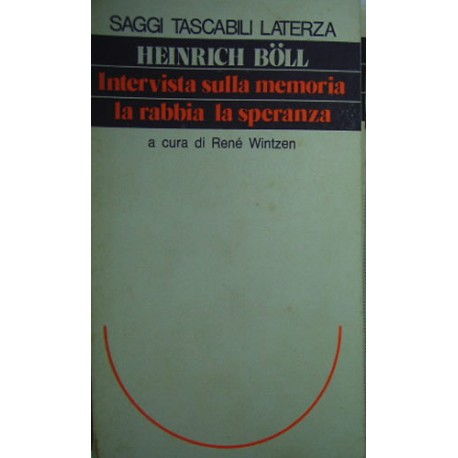 SAGGI TASCABILI LATERZA
HEINRICH BÖLL
Intervista sulla memoria
la rabbia la speranza
a cura di René Wintzen